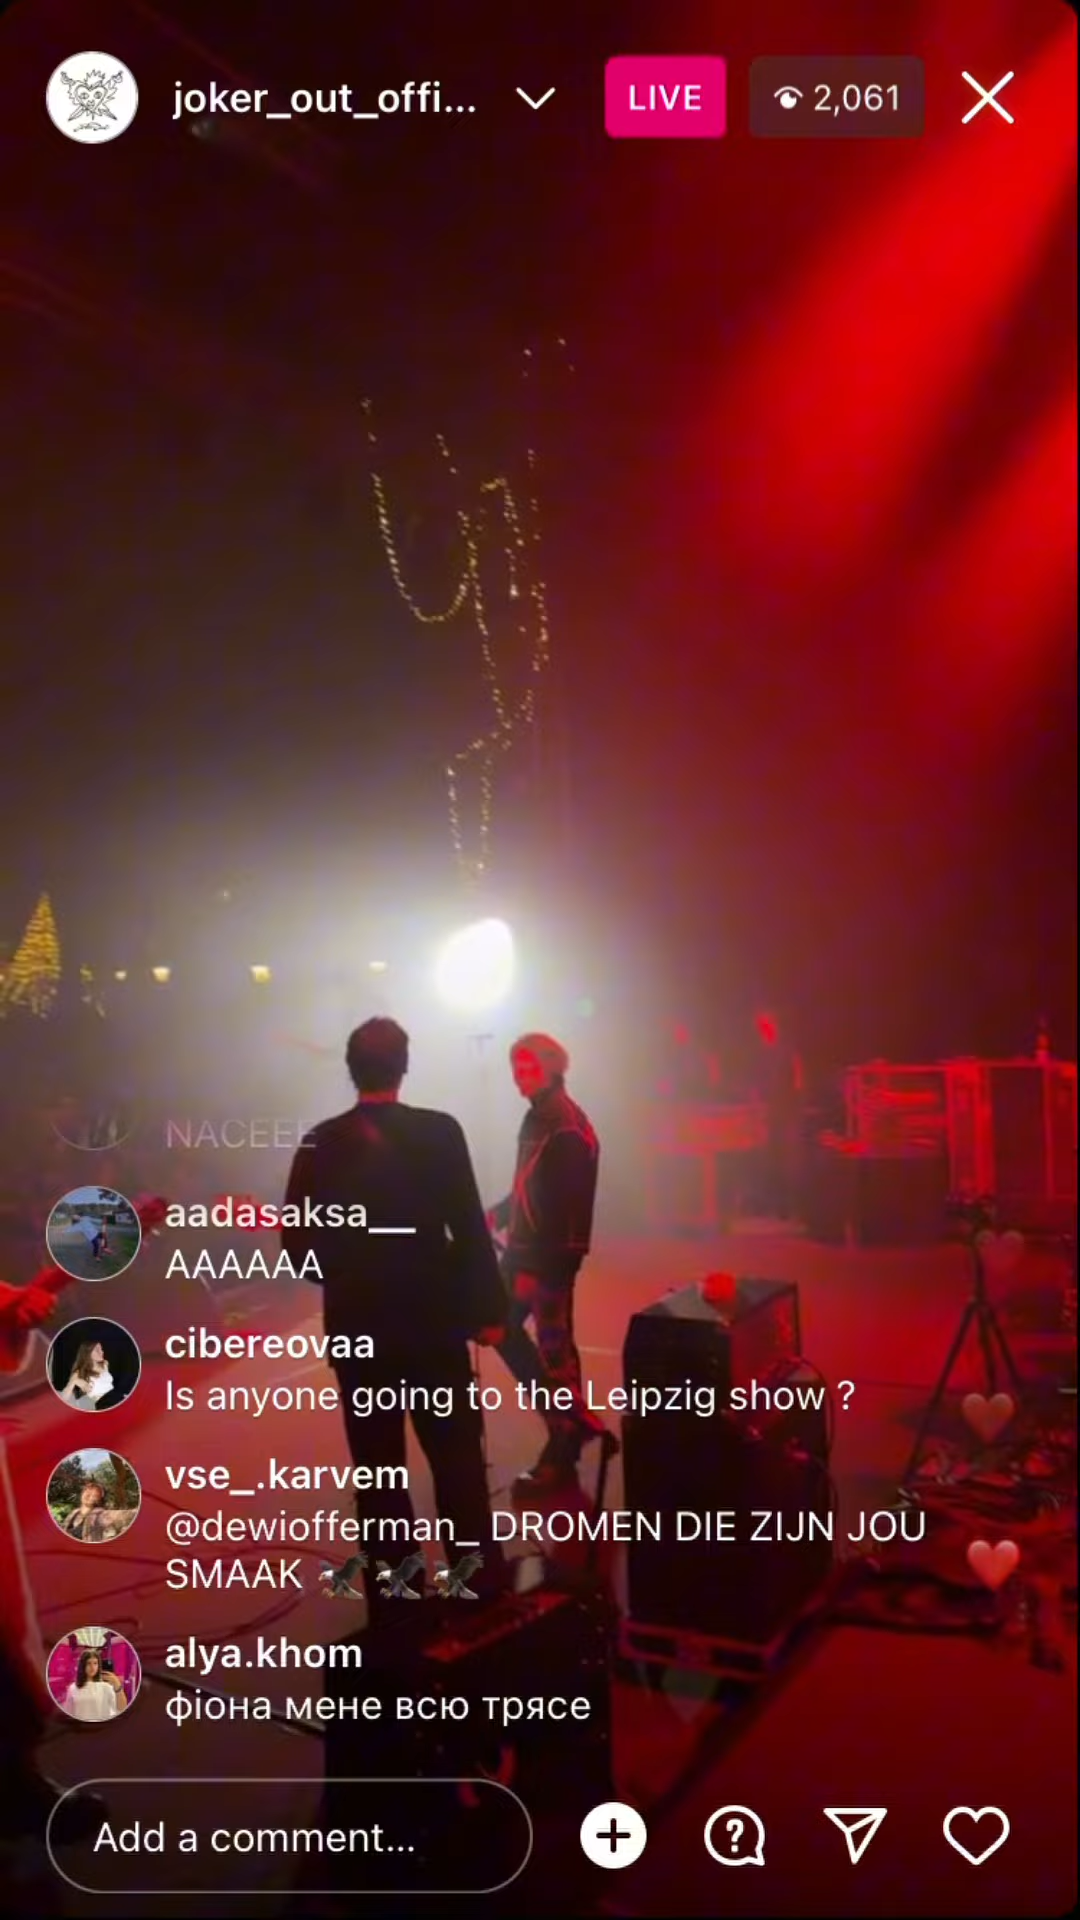 joker_out_offi...
LIVE
2,061
NACEEE
aadasaksa__
AAAAAA
cibereovaa
Is anyone going to the Leipzig show ?
vse_.karvem
@dewiofferman_ DROMEN DIE ZIJN JOU
SMAAK 🦅🦅🦅
alya.khom
фіона мене всю трясе
Add a comment...